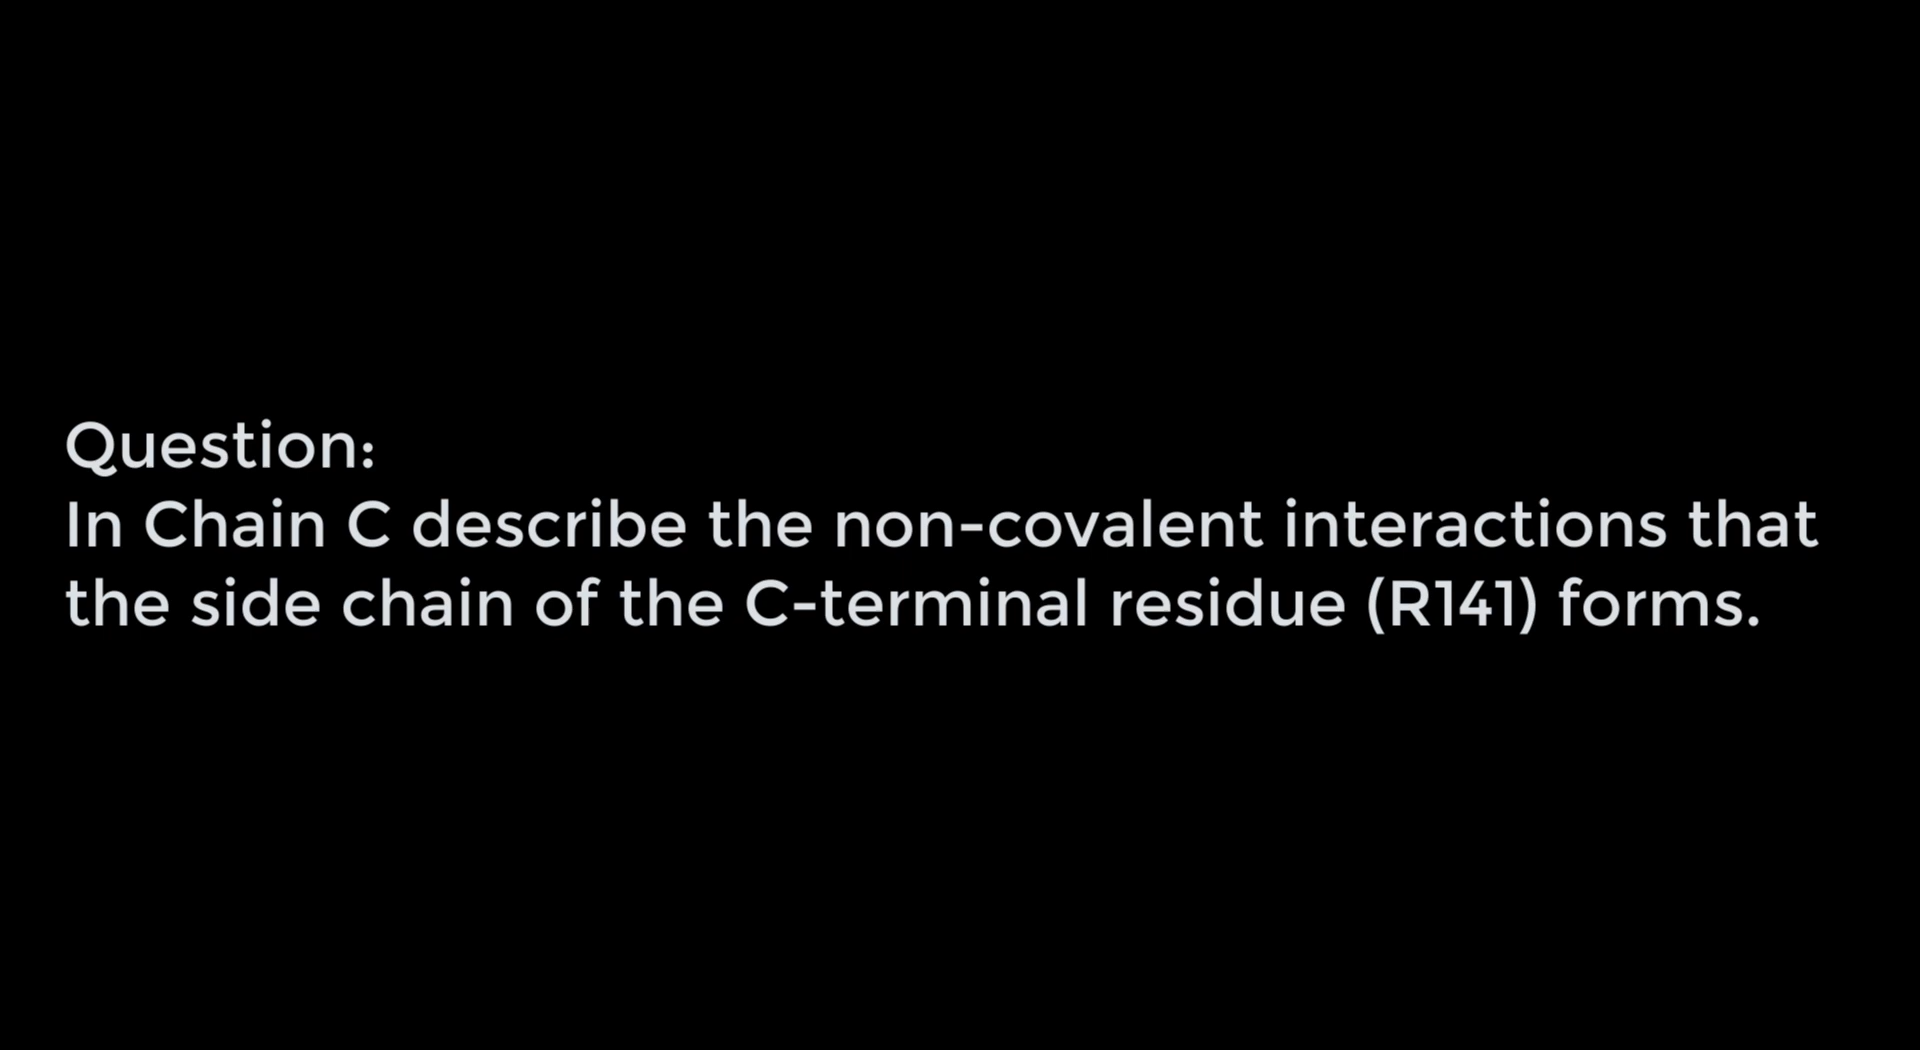 Question:
In Chain C describe the non-covalent interactions that
the side chain of the C-terminal residue (R141) forms.